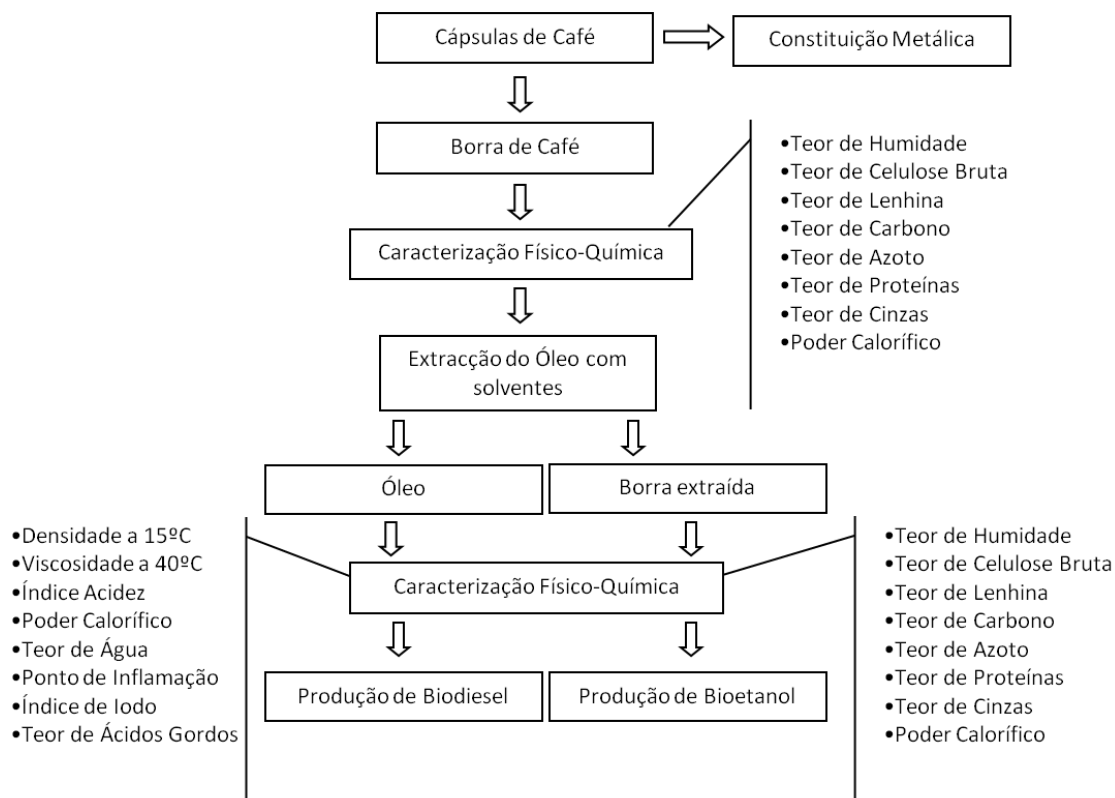 Cápsulas de Café
Constituição Metálica
Borra de Café
•Teor de Humidade
•Teor de Celulose Bruta
•Teor de Lenhina
•Teor de Carbono
•Teor de Azoto
•Teor de Proteínas
•Teor de Cinzas
•Poder Calorífico
Caracterização Físico-Química
Extracção do Óleo com
solventes
Óleo
Borra extraída
•Densidade a 15ºC
•Viscosidade a 40ºC
•Índice Acidez
•Poder Calorífico
•Teor de Água
•Ponto de Inflamação
•Índice de Iodo
•Teor de Ácidos Gordos
Caracterização Físico-Química
•Teor de Humidade
•Teor de Celulose Bruta
•Teor de Lenhina
•Teor de Carbono
•Teor de Azoto
•Teor de Proteínas
•Teor de Cinzas
•Poder Calorífico
Produção de Biodiesel
Produção de Bioetanol